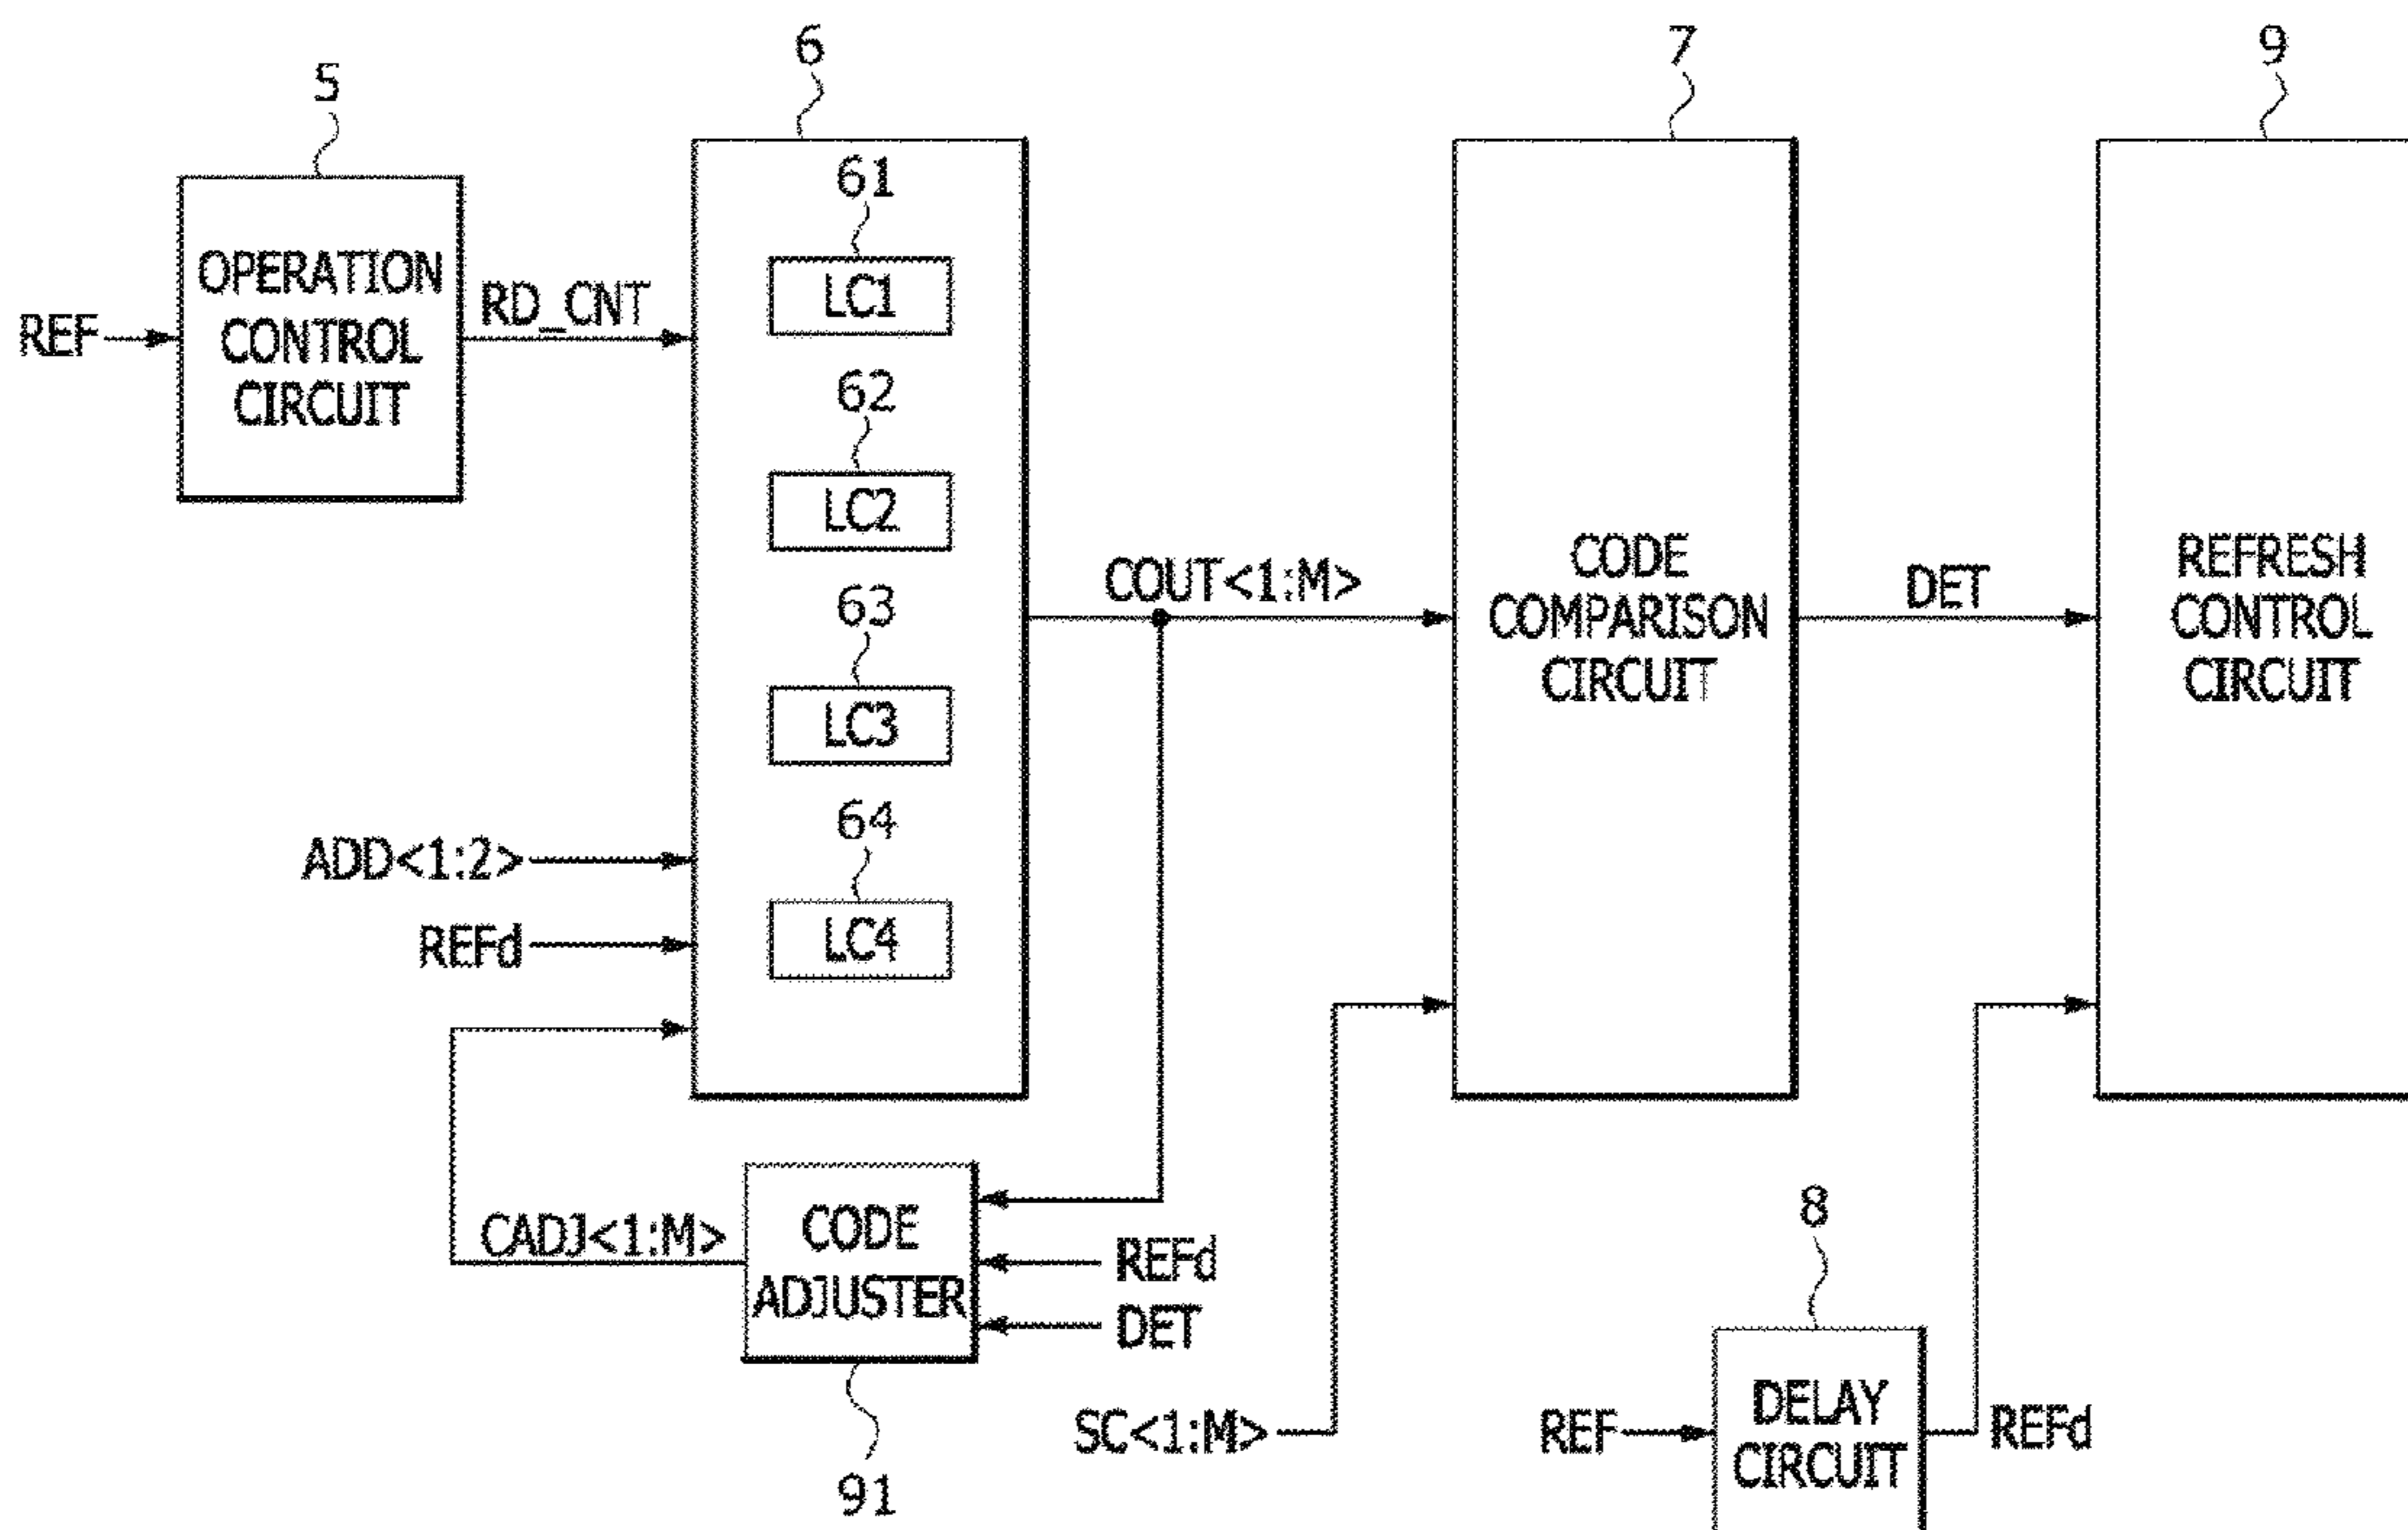 5
6
7
9
OPERATION
CONTROL
CIRCUIT
REF
RD_CNT
61
LC1
62
LC2
63
LC3
64
LC4
ADD<1:2>
REFd
COUT<1:M>
CODE
COMPARISON
CIRCUIT
DET
REFRESH
CONTROL
CIRCUIT
CADJ<1:M>
CODE
ADJUSTER
REFd
DET
91
SC<1:M>
8
REF
DELAY
CIRCUIT
REFd